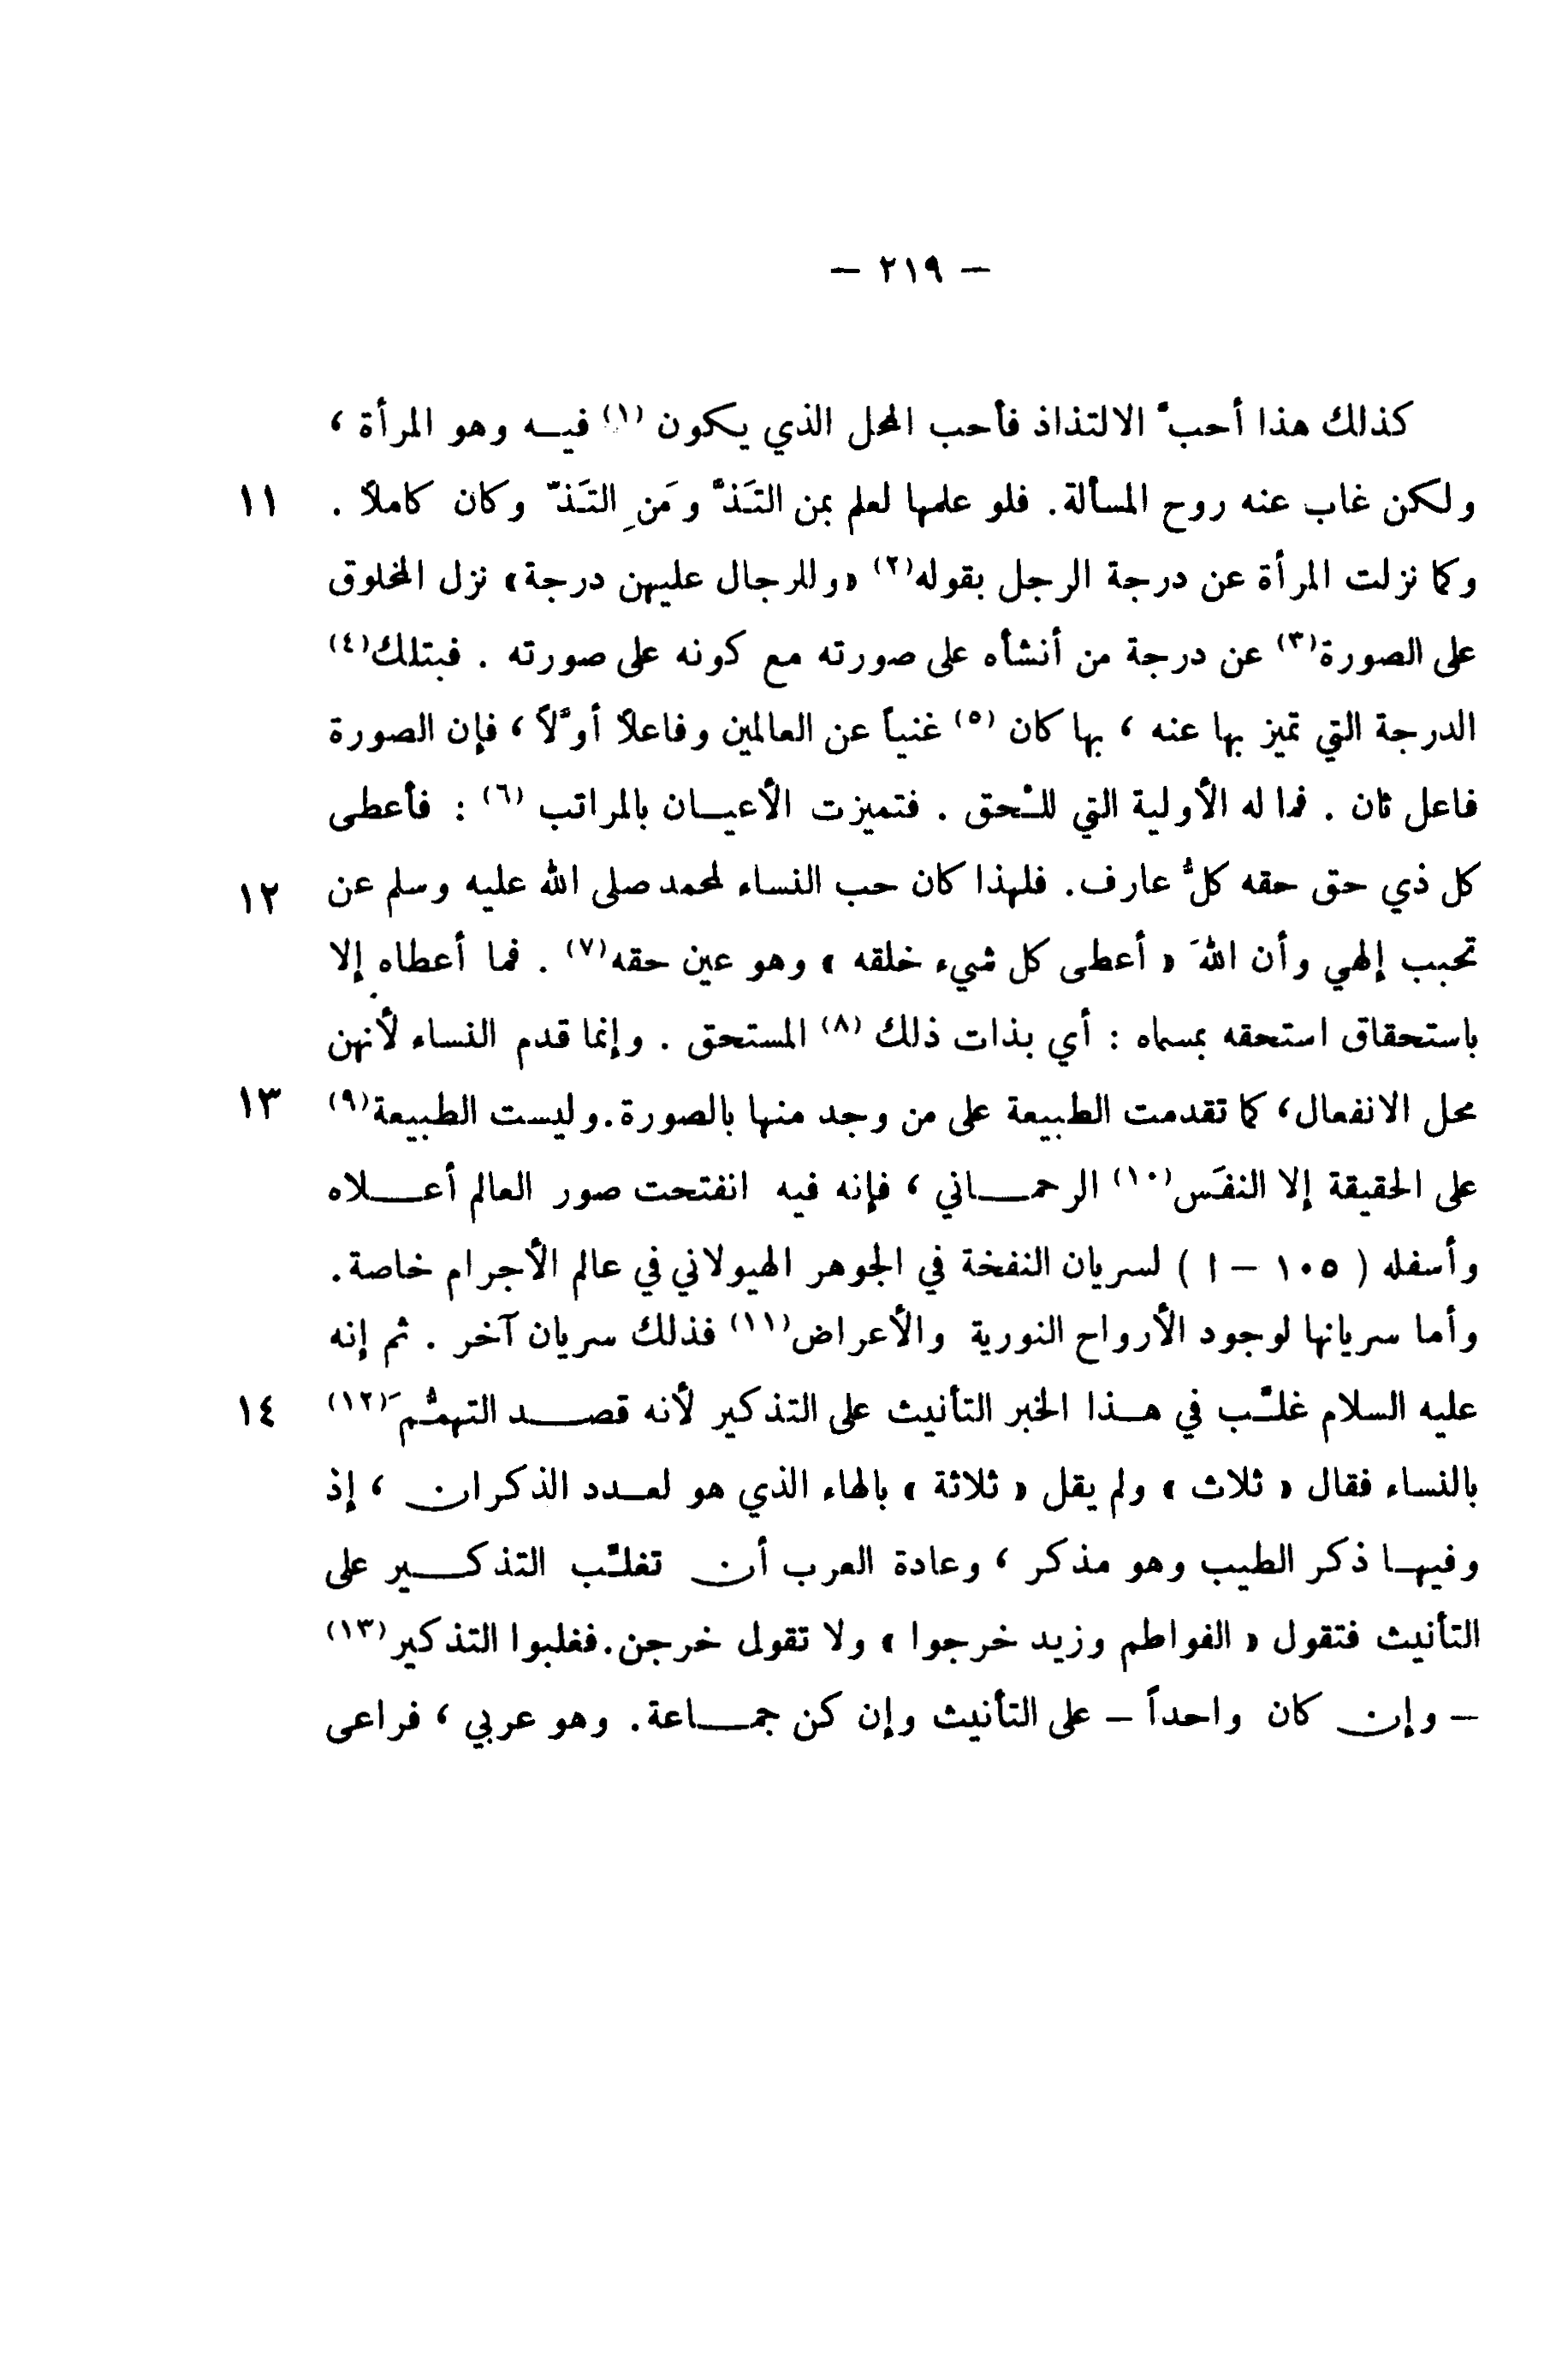 — ٢١٩ —
كذلك هذا أحبَّ الالتذاذ فأحب المحل الذي يكون (١) فيه وهو المرأة ،
ولكن غاب عنه روح المسألة. فلو علمها لعلم بمن التَذَّ ومَنِ التَذّ وكان كاملاً . ١١
وكما نزلت المرأة عن درجة الرجل بقوله(٢) «وللرجال عليهن درجة» نزل المخلوق
على الصورة(٣) عن درجة من أنشأه على صورته مع كونه على صورته . فبتلك(٤)
الدرجة التي تميز بها عنه ، بها كان (٥) غنياً عن العالمين وفاعلاً أوَّلاً ، فإن الصورة
فاعل ثان . فما له الأولية التي للحق . فتميزت الأعيان بالمراتب (٦) : فأعطى
كل ذي حق حقه كلُّ عارف. فلهذا كان حب النساء لمحمد صلى الله عليه وسلم عن ١٢
تحبب إلهي وأن اللهَ « أعطى كل شيء خلقه » وهو عين حقه(٧) . فما أعطاه إلا
باستحقاق استحقه بمسماه : أي بذات ذلك (٨) المستحق . وإنما قدم النساء لأنهن
محل الانفعال، كما تقدمت الطبيعة على من وجد منها بالصورة.وليست الطبيعة(٩) ١٣
على الحقيقة إلا النفَس(١٠) الرحماني ، فإنه فيه انفتحت صور العالم أعلاه
وأسفله ( ١٠٥ – ا ) لسريان النفخة في الجوهر الهيولاني في عالم الأجرام خاصة.
وأما سريانها لوجود الأرواح النورية والأعراض(١١) فذلك سريان آخر . ثم إنه
عليه السلام غلَّب في هذا الخبر التأنيث على التذكير لأنه قصد التهمُّمَ(١٢) ١٤
بالنساء فقال « ثلاث » ولم يقل « ثلاثة » بالهاء الذي هو لعدد الذكران ، إذ
وفيها ذكر الطيب وهو مذكر ، وعادة العرب أن تغلِّب التذكير على
التأنيث فتقول « الفواطم وزيد خرجوا » ولا تقول خرجن.فغلبوا التذكير(١٣)
– وإن كان واحداً – على التأنيث وإن كن جماعة. وهو عربي ، فراعى